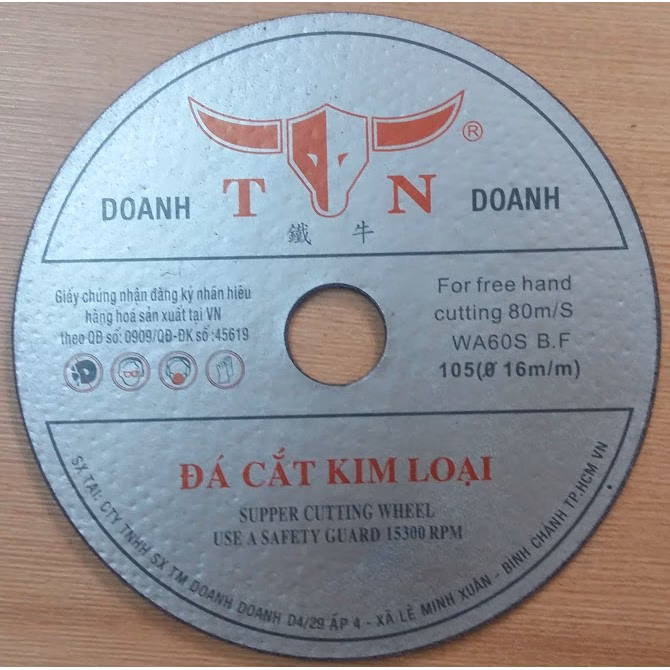 ®
DOANH T N DOANH
鐵 牛
Giấy chứng nhận đăng ký nhãn hiệu
hàng hoá sản xuất tại VN
theo QĐ số: 0909/QĐ-ĐK số :45619
For free hand
cutting 80m/S
WA60S B.F
105(Ø 16m/m)
ĐÁ CẮT KIM LOẠI
SUPPER CUTTING WHEEL
USE A SAFETY GUARD 15300 RPM
SX TẠI: CTY TNHH SX TM DOANH DOANH D4/29 ẤP 4 - XÃ LÊ MINH XUÂN - BÌNH CHÁNH TP.HCM VN